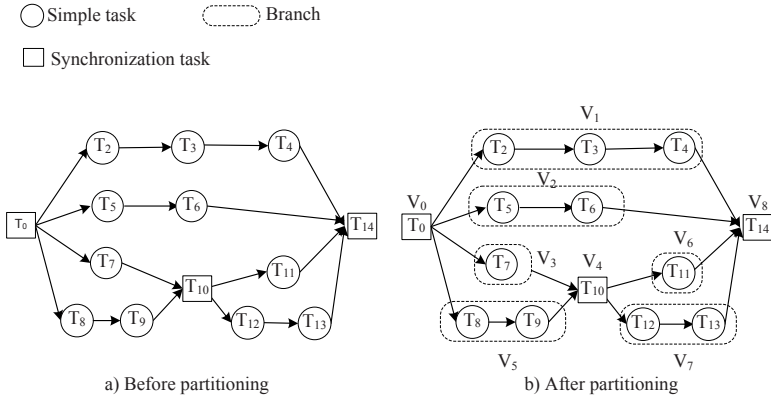 Simple task
Branch
Synchronization task
T0
T2
T3
T4
T5
T6
T7
T8
T9
T10
T11
T12
T13
T14
a) Before partitioning
V1
T2
T3
T4
V0
T0
V2
T5
T6
V8
T14
T7
V3
V4
T10
V6
T11
T8
T9
V5
T12
T13
V7
b) After partitioning